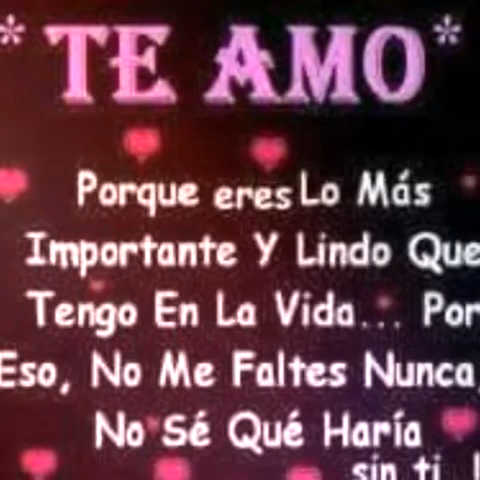 * TE AMO *
Porque eres Lo Más
Importante Y Lindo Que
Tengo En La Vida... Por
Eso, No Me Faltes Nunca,
No Sé Qué Haría
sin ti !